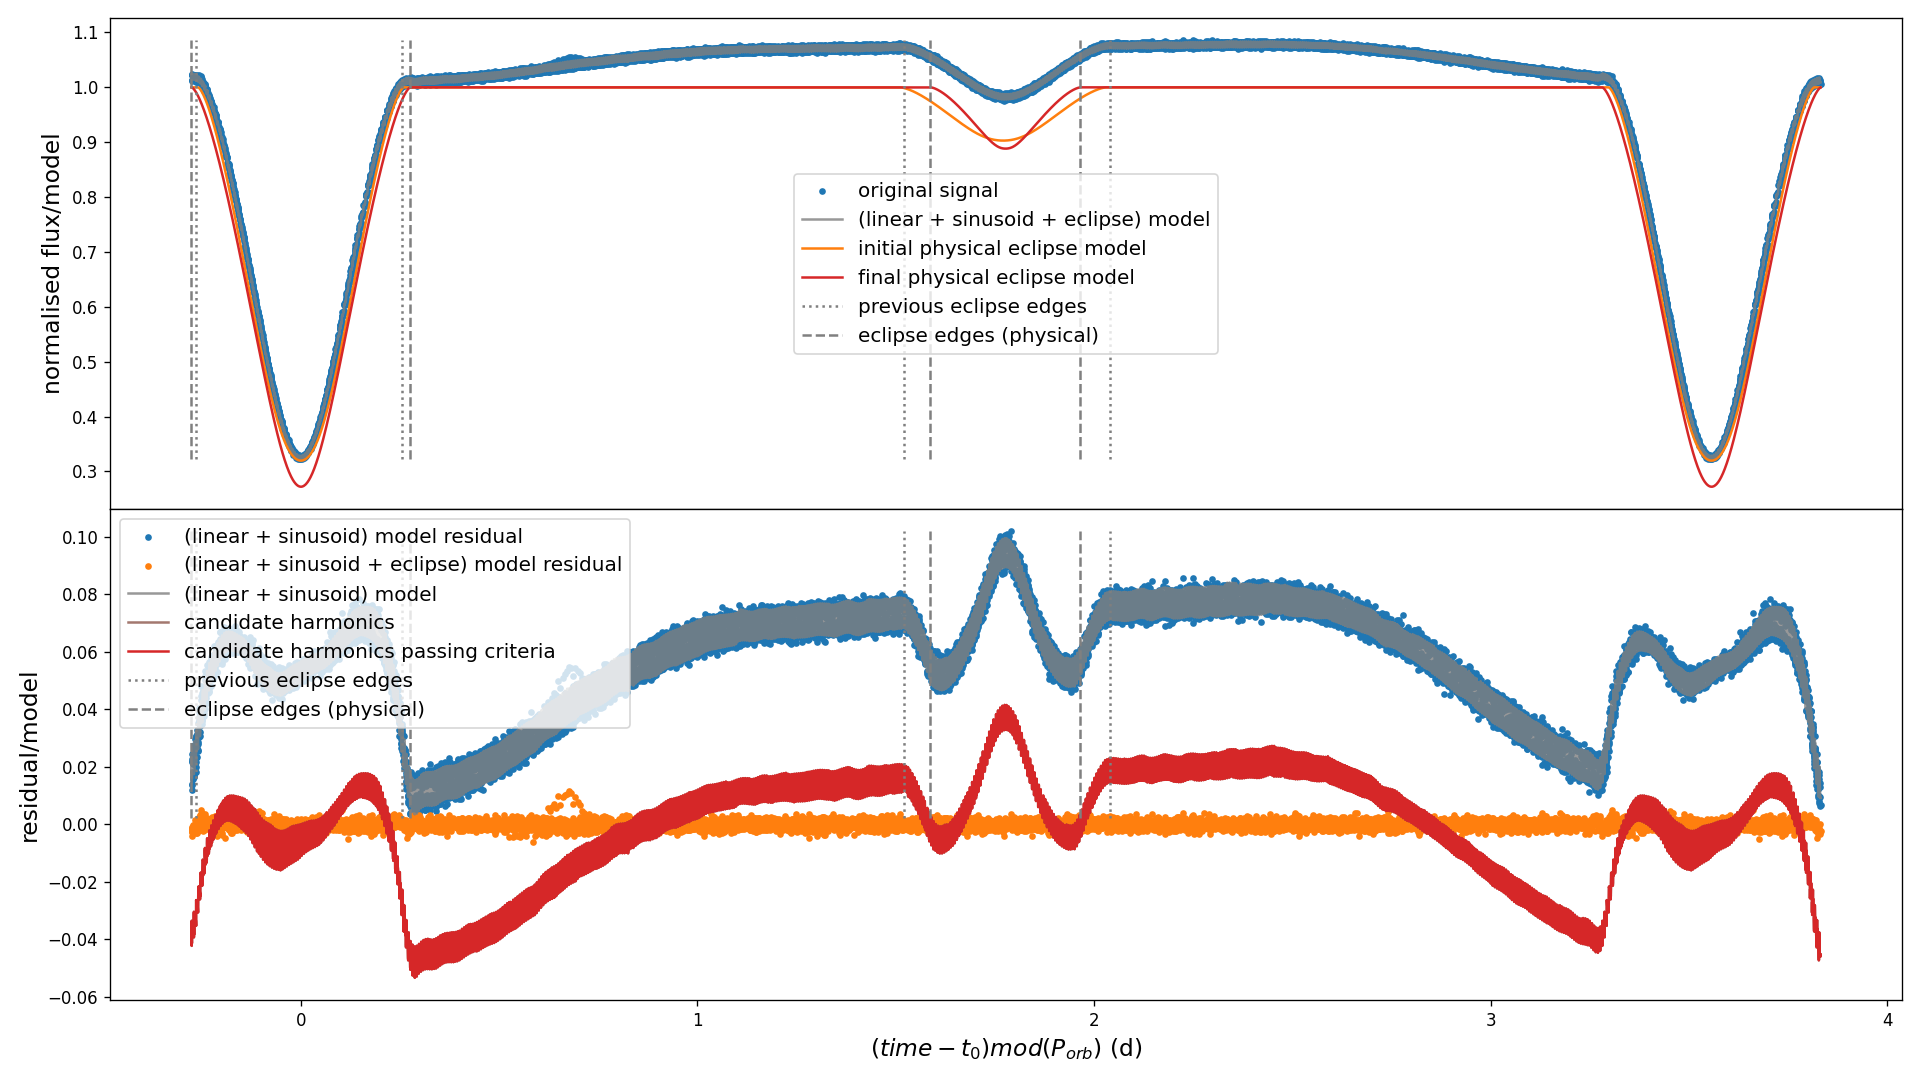 1.1
1.0
0.9
0.8
0.7
0.6
0.5
0.4
0.3
normalised flux/model
original signal
(linear + sinusoid + eclipse) model
initial physical eclipse model
final physical eclipse model
previous eclipse edges
eclipse edges (physical)
0.10
0.08
0.06
0.04
0.02
0.00
−0.02
−0.04
−0.06
residual/model
(linear + sinusoid) model residual
(linear + sinusoid + eclipse) model residual
(linear + sinusoid) model
candidate harmonics
candidate harmonics passing criteria
previous eclipse edges
eclipse edges (physical)
0 1 2 3 4
(time − t₀)mod(P_orb) (d)